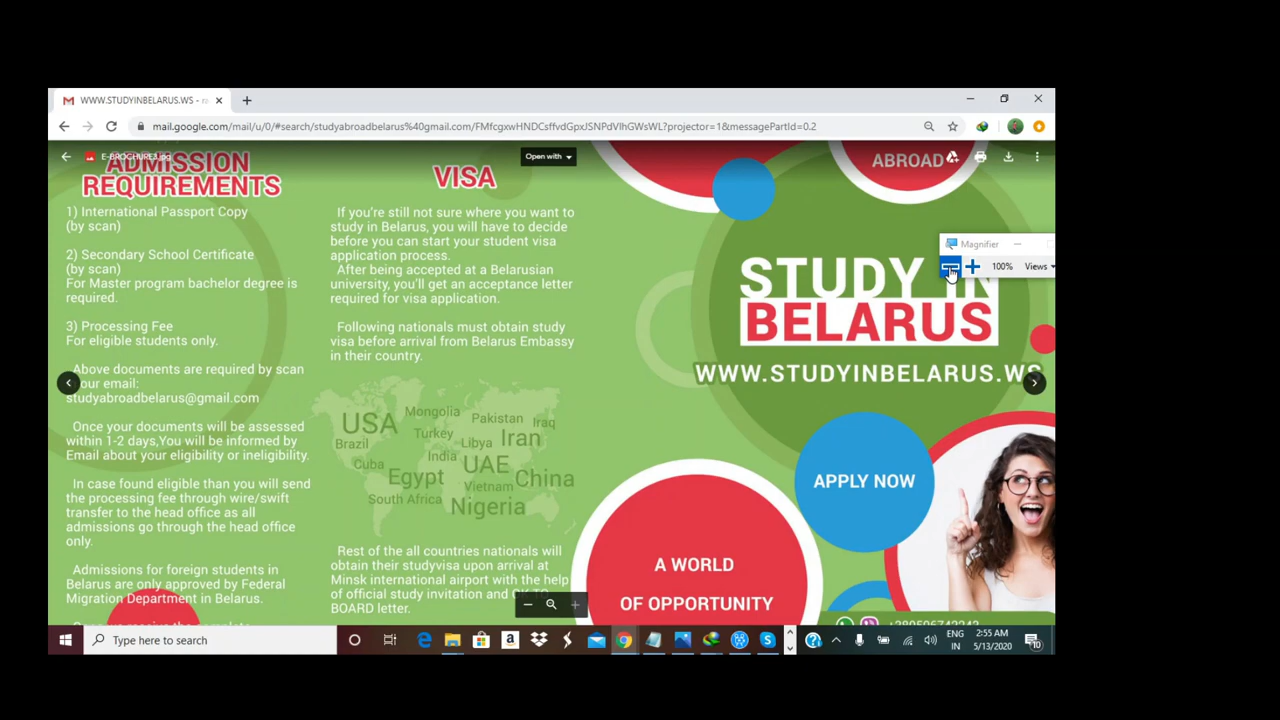 WWW.STUDYINBELARUS.WS -
mail.google.com/mail/u/0/#search/studyabroadbelarus%40gmail.com/FMfcgxwHNDCsffvdGpxJSNPdVlhGWsWL?projector=1&messagePartId=0.2
E-BROCHURE3.jpg
Open with
ADMISSION
REQUIREMENTS
1) International Passport Copy
(by scan)
2) Secondary School Certificate
(by scan)
For Master program bachelor degree is
required.
3) Processing Fee
For eligible students only.
Above documents are required by scan
our email:
studyabroadbelarus@gmail.com
Once your documents will be assessed
within 1-2 days,You will be informed by
Email about your eligibility or ineligibility.
In case found eligible than you will send
the processing fee through wire/swift
transfer to the head office as all
admissions go through the head office
only.
Admissions for foreign students in
Belarus are only approved by Federal
Migration Department in Belarus.
VISA
If you're still not sure where you want to
study in Belarus, you will have to decide
before you can start your student visa
application process.
After being accepted at a Belarusian
university, you'll get an acceptance letter
required for visa application.
Following nationals must obtain study
visa before arrival from Belarus Embassy
in their country.
USA
Mongolia
Pakistan
Iraq
Brazil
Turkey
Libya
Iran
Cuba
India
UAE
Egypt
Vietnam
China
South Africa
Nigeria
Rest of the all countries nationals will
obtain their studyvisa upon arrival at
Minsk international airport with the help
of official study invitation and OK TO
BOARD letter.
ABROAD
Magnifier
100%
Views
STUDY IN
BELARUS
WWW.STUDYINBELARUS.WS
APPLY NOW
A WORLD
OF OPPORTUNITY
Type here to search
ENG
IN
2:55 AM
5/13/2020
10